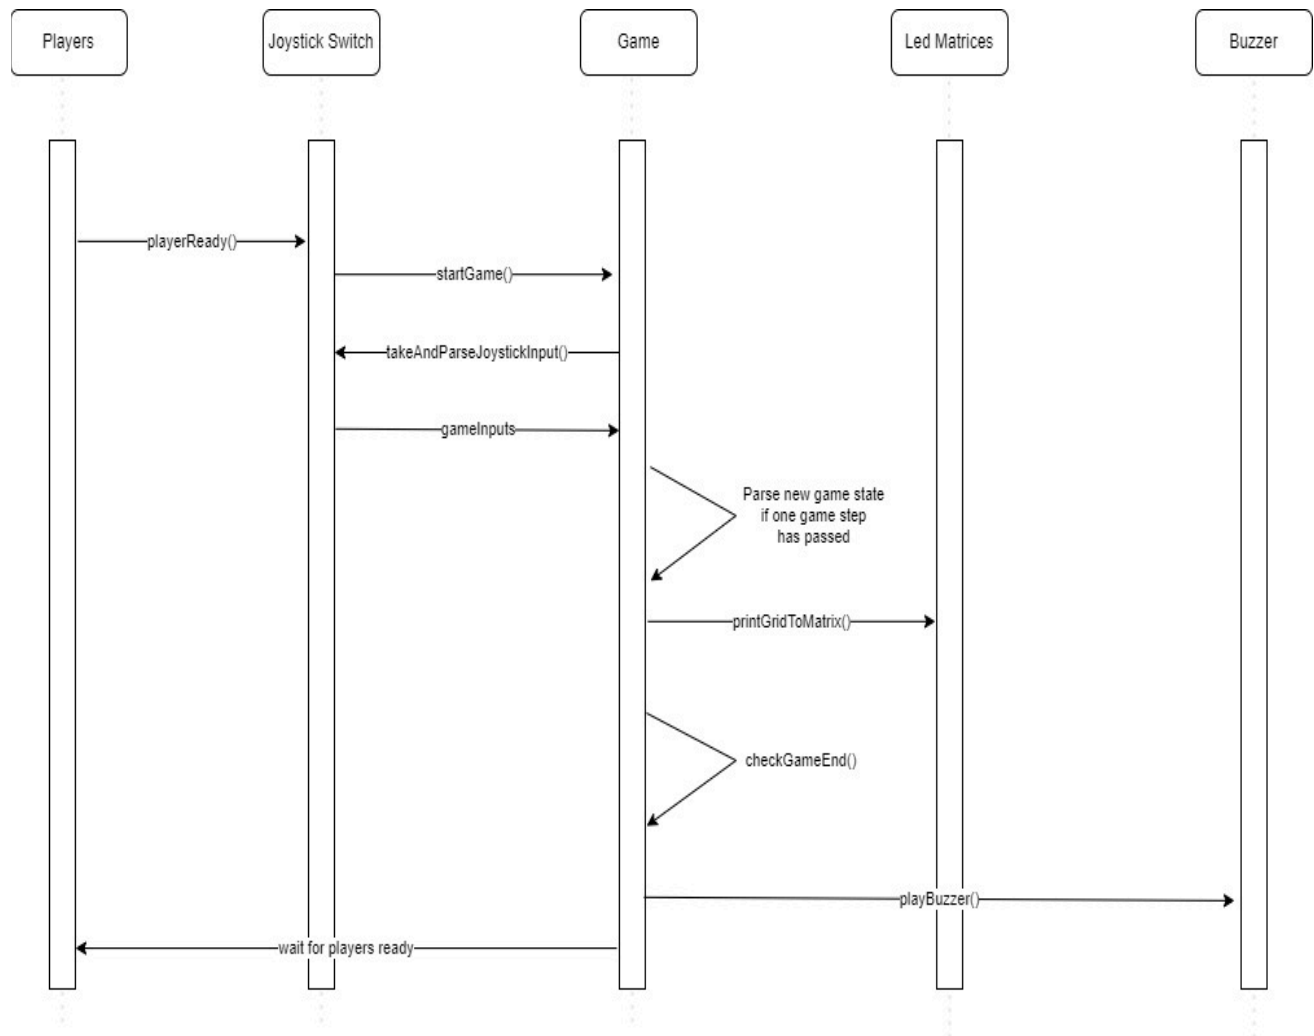 Players
Joystick Switch
Game
Led Matrices
Buzzer
playerReady()
startGame()
takeAndParseJoystickInput()
gameInputs
Parse new game state
if one game step
has passed
printGridToMatrix()
checkGameEnd()
playBuzzer()
wait for players ready